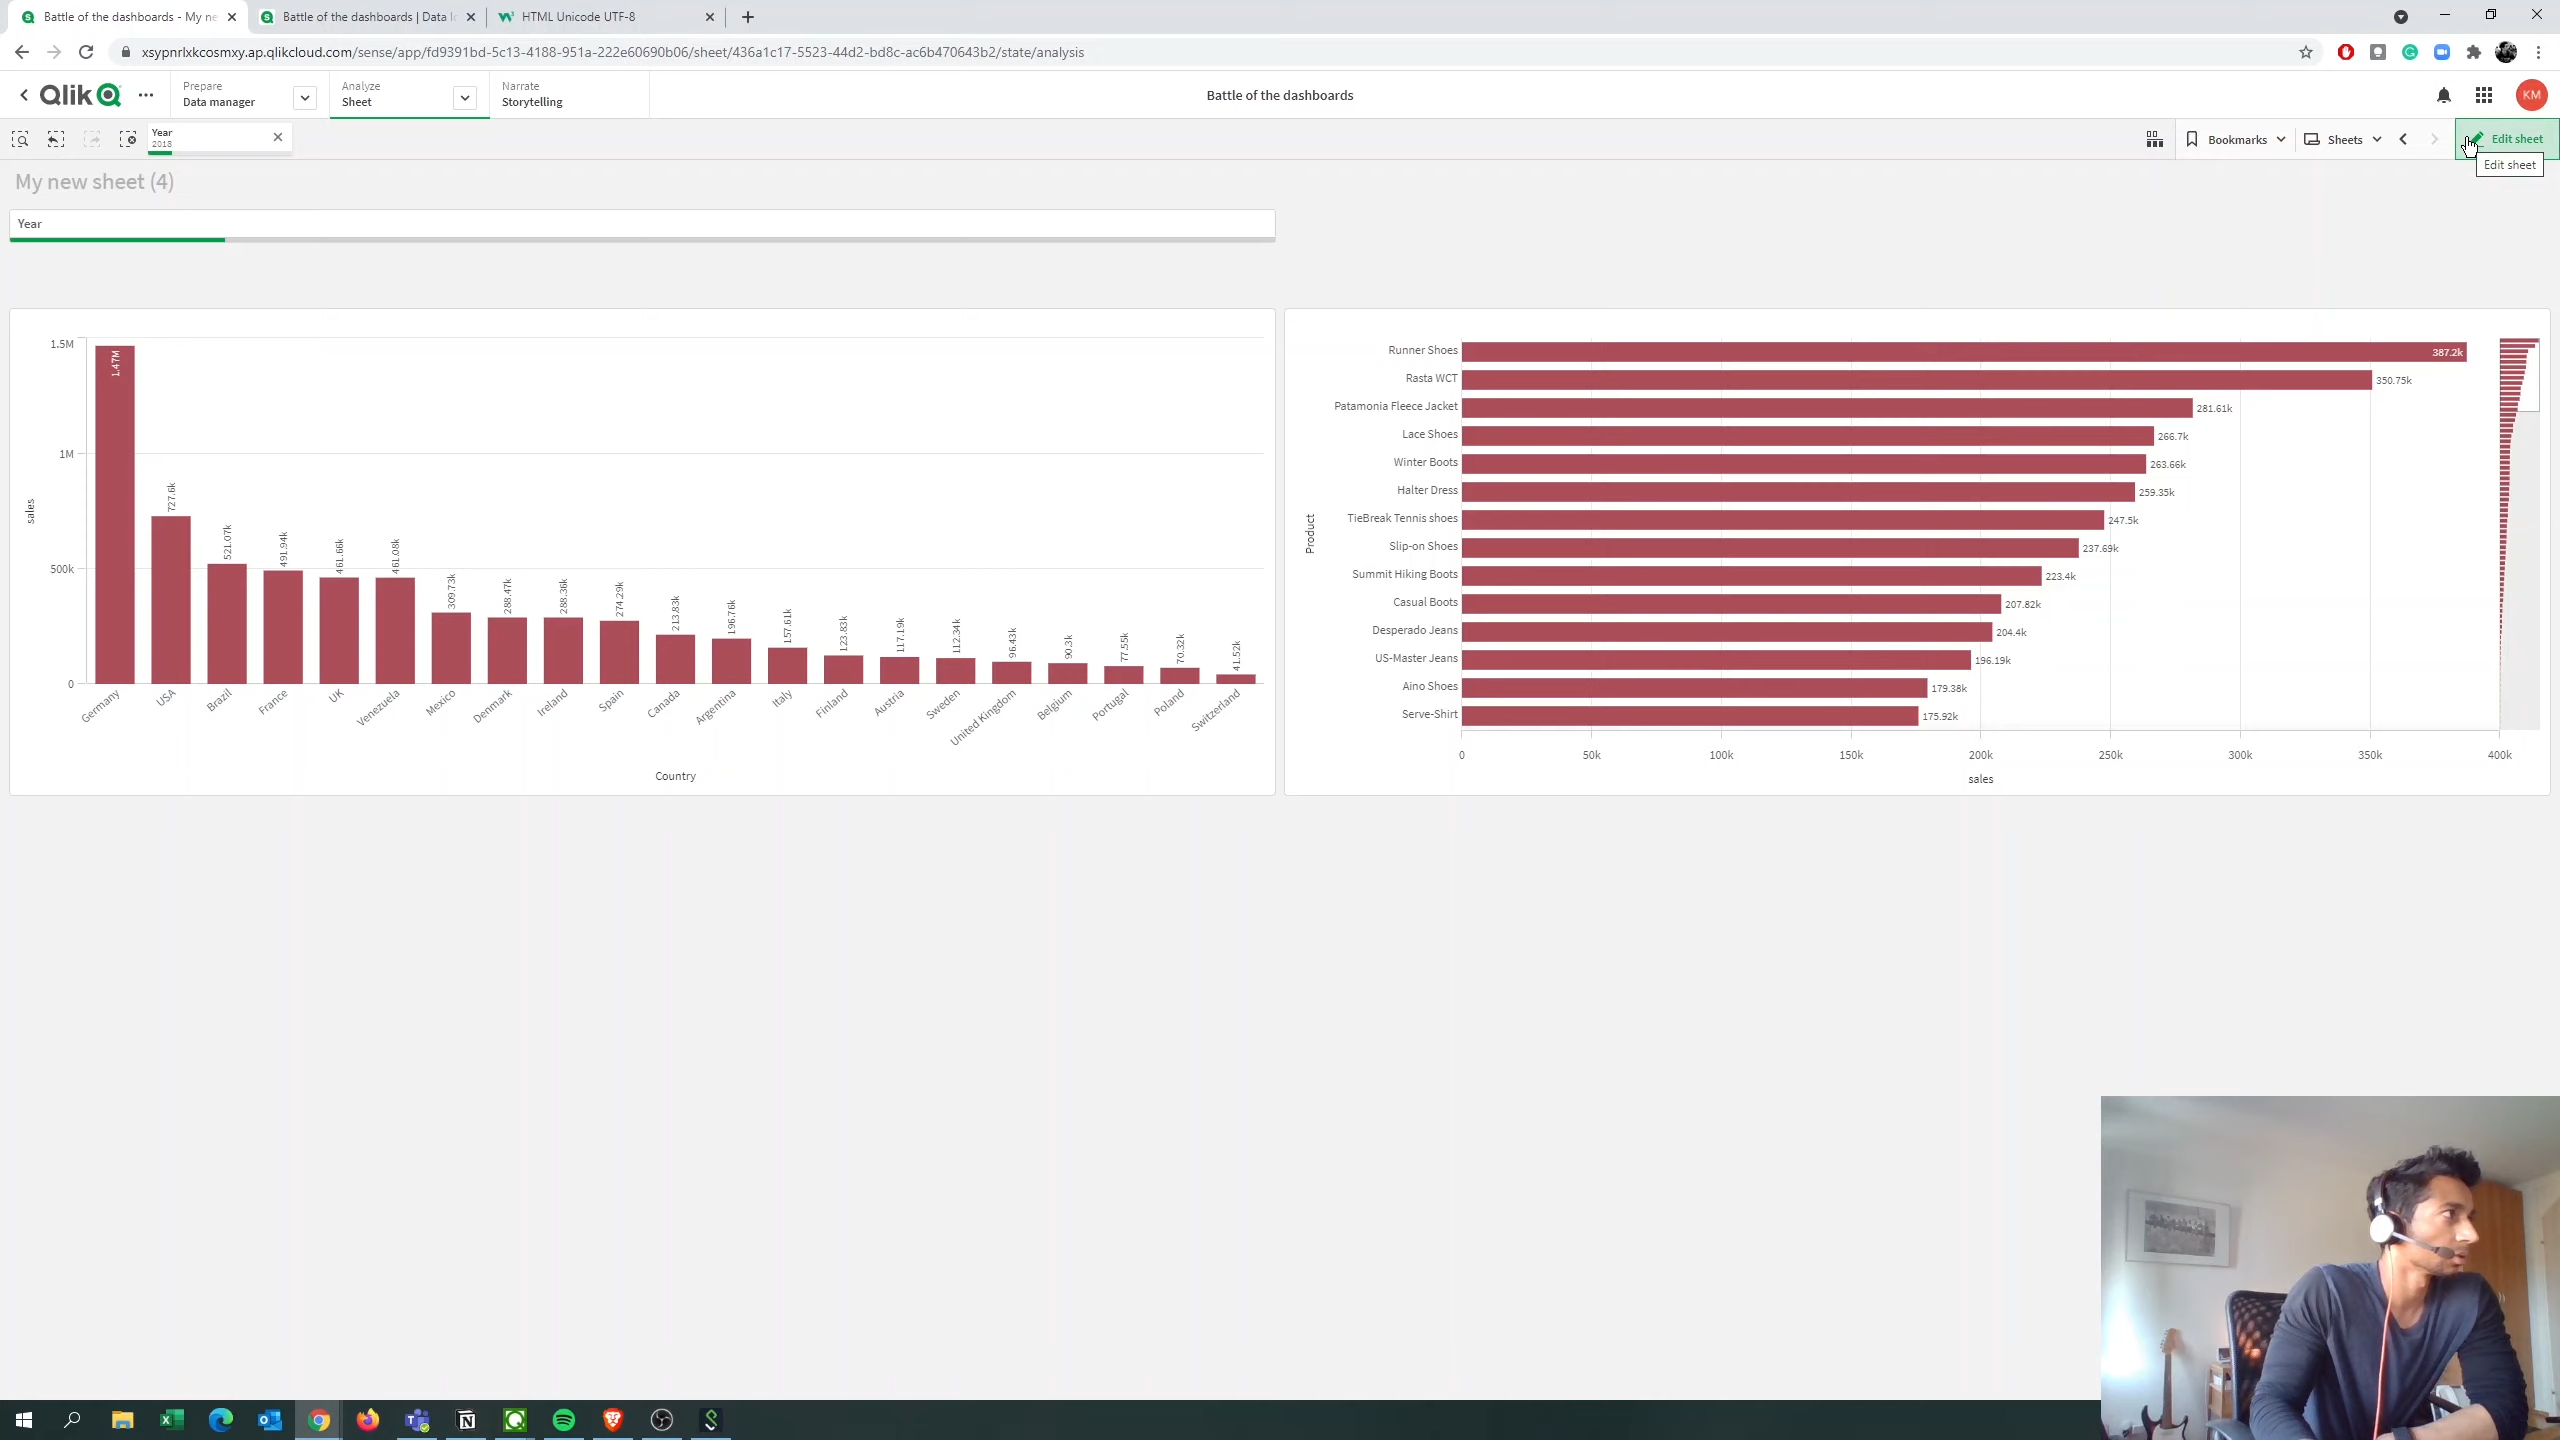 Battle of the dashboards - My ne
Battle of the dashboards | Data lo
HTML Unicode UTF-8
xsypnrlxkcosmxy.ap.qlikcloud.com/sense/app/fd9391bd-5c13-4188-951a-222e60690b06/sheet/436a1c17-5523-44d2-bd8c-ac6b470643b2/state/analysis
Qlik
Prepare
Data manager
Analyze
Sheet
Narrate
Storytelling
Battle of the dashboards
KM
Year
2018
Bookmarks
Sheets
Edit sheet
Edit sheet
My new sheet (4)
Year
1.5M
1M
500k
0
sales
1.47M
727.6k
521.07k
491.94k
461.66k
461.08k
309.73k
288.47k
288.36k
274.29k
213.83k
196.76k
157.61k
123.83k
117.19k
112.34k
96.43k
90.3k
77.55k
70.32k
41.52k
Germany
USA
Brazil
France
UK
Venezuela
Mexico
Denmark
Ireland
Spain
Canada
Argentina
Italy
Finland
Austria
Sweden
United Kingdom
Belgium
Portugal
Poland
Switzerland
Country
Product
Runner Shoes 387.2k
Rasta WCT 350.75k
Patamonia Fleece Jacket 281.61k
Lace Shoes 266.7k
Winter Boots 263.66k
Halter Dress 259.35k
TieBreak Tennis shoes 247.5k
Slip-on Shoes 237.69k
Summit Hiking Boots 223.4k
Casual Boots 207.82k
Desperado Jeans 204.4k
US-Master Jeans 196.19k
Aino Shoes 179.38k
Serve-Shirt 175.92k
0 50k 100k 150k 200k 250k 300k 350k 400k
sales